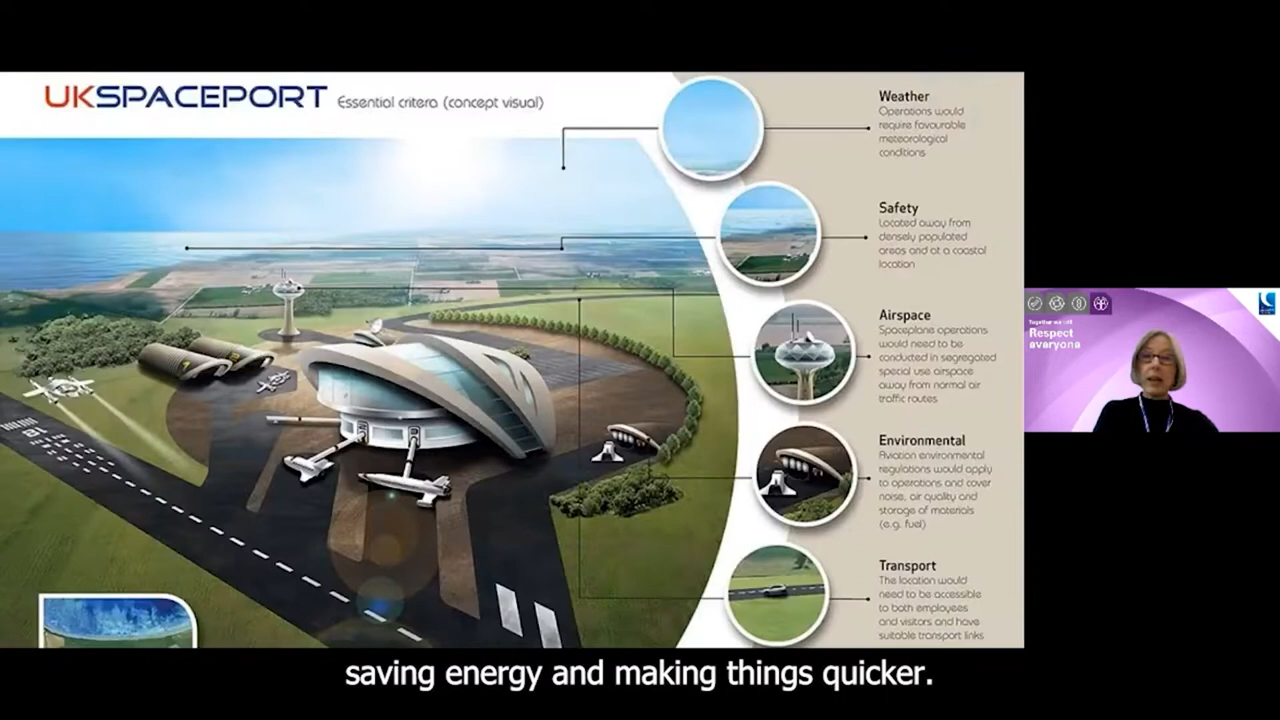 UKSPACEPORT Essential critera (concept visual)
Weather
Operations would
require favourable
meteorological
conditions
Safety
Located away from
densely populated
areas and at a coastal
location
Airspace
Spaceplane operations
would need to be
conducted in segregated
special use airspace
away from normal air
traffic routes
Environmental
Aviation environmental
regulations would apply
to operations and cover
noise, air quality and
storage of materials
(e.g. fuel)
Transport
The location would
need to be accessible
to both employees
and visitors and have
suitable transport links
Respect
everyone
saving energy and making things quicker.